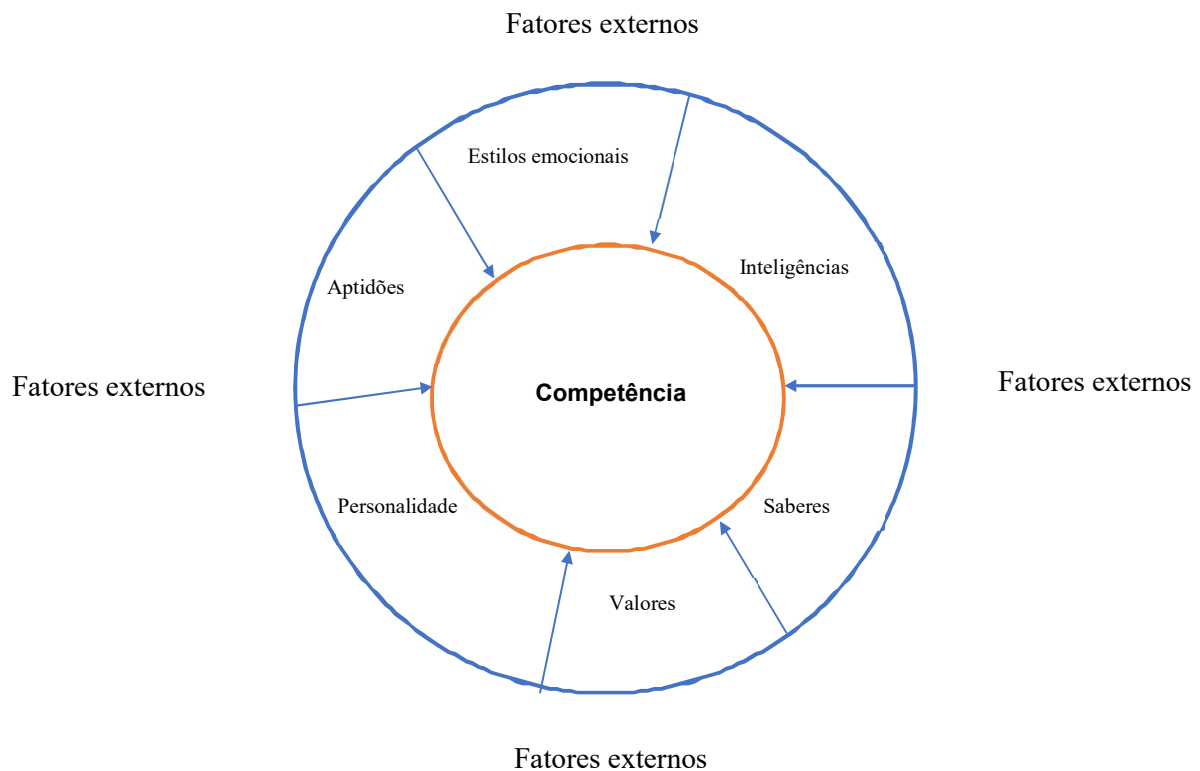 Fatores externos
Estilos emocionais
Inteligências
Aptidões
Fatores externos
Competência
Fatores externos
Personalidade
Saberes
Valores
Fatores externos